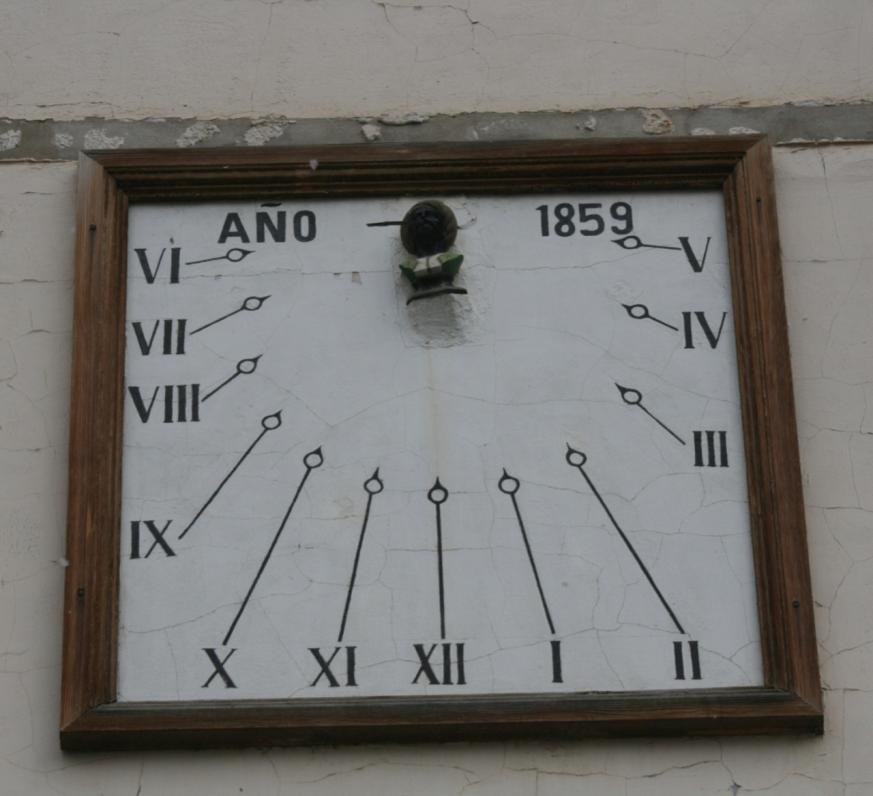 AÑO 1859
VI V
VII IV
VIII III
IX
X XI XII I II